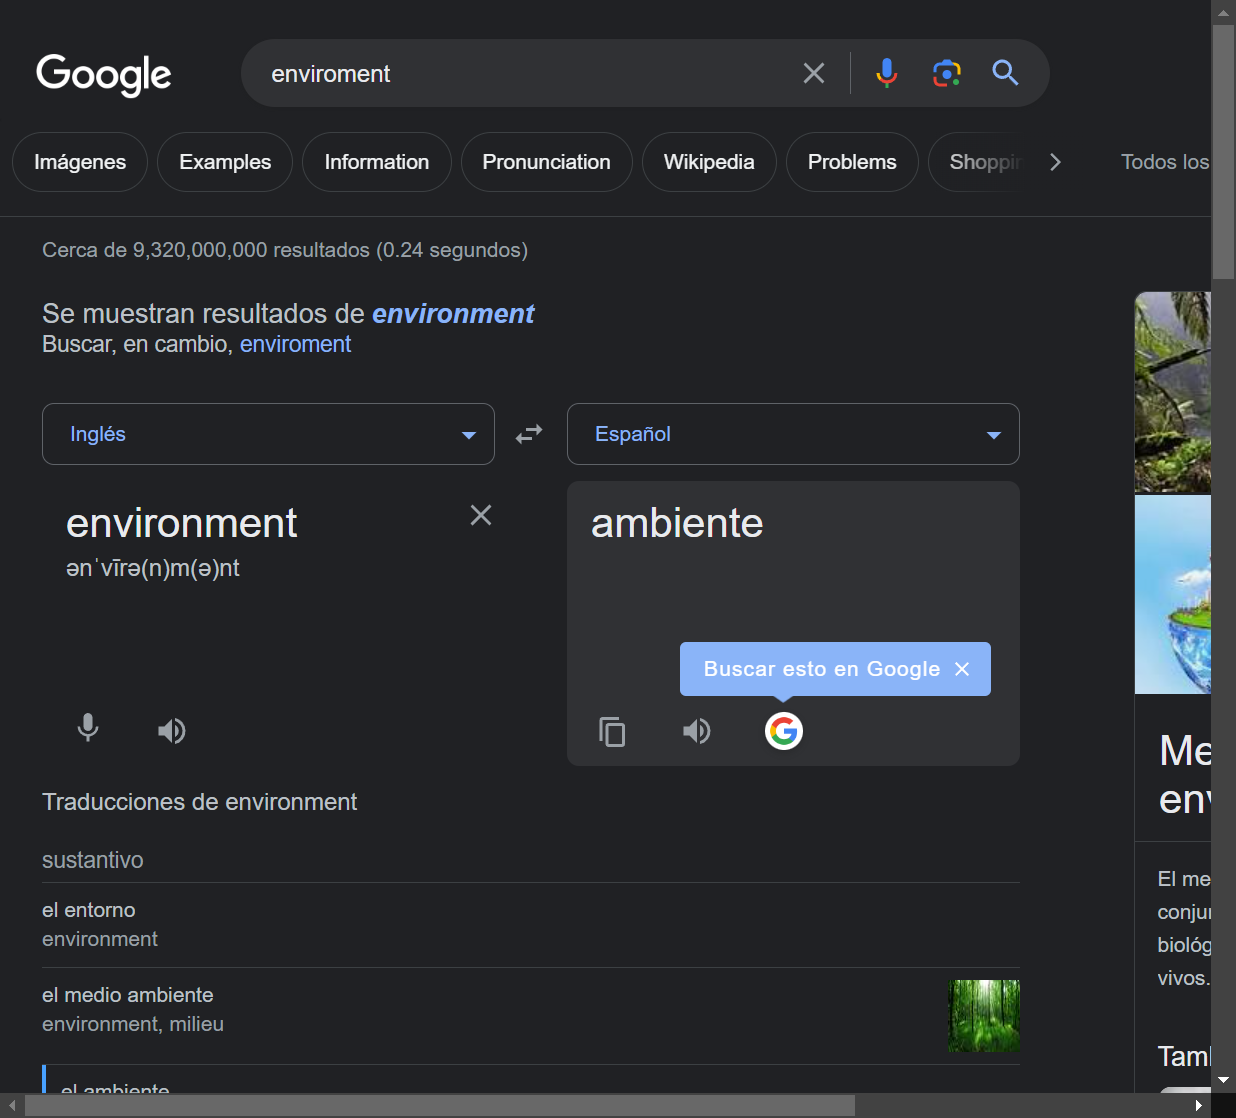 Google
enviroment
Imágenes Examples Information Pronunciation Wikipedia Problems Shoppin Todos los
Cerca de 9,320,000,000 resultados (0.24 segundos)
Se muestran resultados de environment
Buscar, en cambio, enviroment
Inglés Español
environment ambiente
ənˈvīrə(n)m(ə)nt
Buscar esto en Google
Traducciones de environment
sustantivo
el entorno
environment
el medio ambiente
environment, milieu
el ambiente
Me
env
El me
conjun
biológ
vivos.
Tam